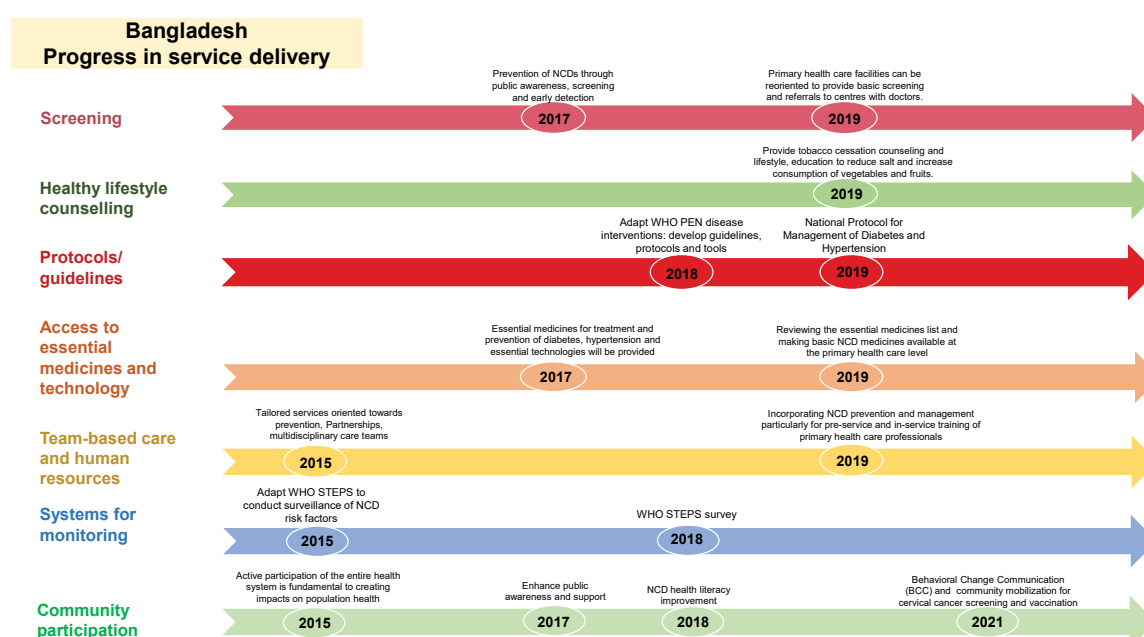 Bangladesh
Progress in service delivery
Screening
Prevention of NCDs through
public awareness, screening
and early detection
2017
Primary health care facilities can be
reoriented to provide basic screening
and referrals to centres with doctors.
2019
Healthy lifestyle
counselling
Provide tobacco cessation counseling and
lifestyle, education to reduce salt and increase
consumption of vegetables and fruits.
2019
Protocols/
guidelines
Adapt WHO PEN disease
interventions: develop guidelines,
protocols and tools
2018
National Protocol for
Management of Diabetes and
Hypertension
2019
Access to
essential
medicines and
technology
Essential medicines for treatment and
prevention of diabetes, hypertension and
essential technologies will be provided
2017
Reviewing the essential medicines list and
making basic NCD medicines available at
the primary health care level
2019
Team-based care
and human
resources
Tailored services oriented towards
prevention, Partnerships,
multidisciplinary care teams
2015
Incorporating NCD prevention and management
particularly for pre-service and in-service training of
primary health care professionals
2019
Systems for
monitoring
Adapt WHO STEPS to
conduct surveillance of NCD
risk factors
2015
WHO STEPS survey
2018
Community
participation
Active participation of the entire health
system is fundamental to creating
impacts on population health
2015
Enhance public
awareness and support
2017
NCD health literacy
improvement
2018
Behavioral Change Communication
(BCC) and community mobilization for
cervical cancer screening and vaccination
2021